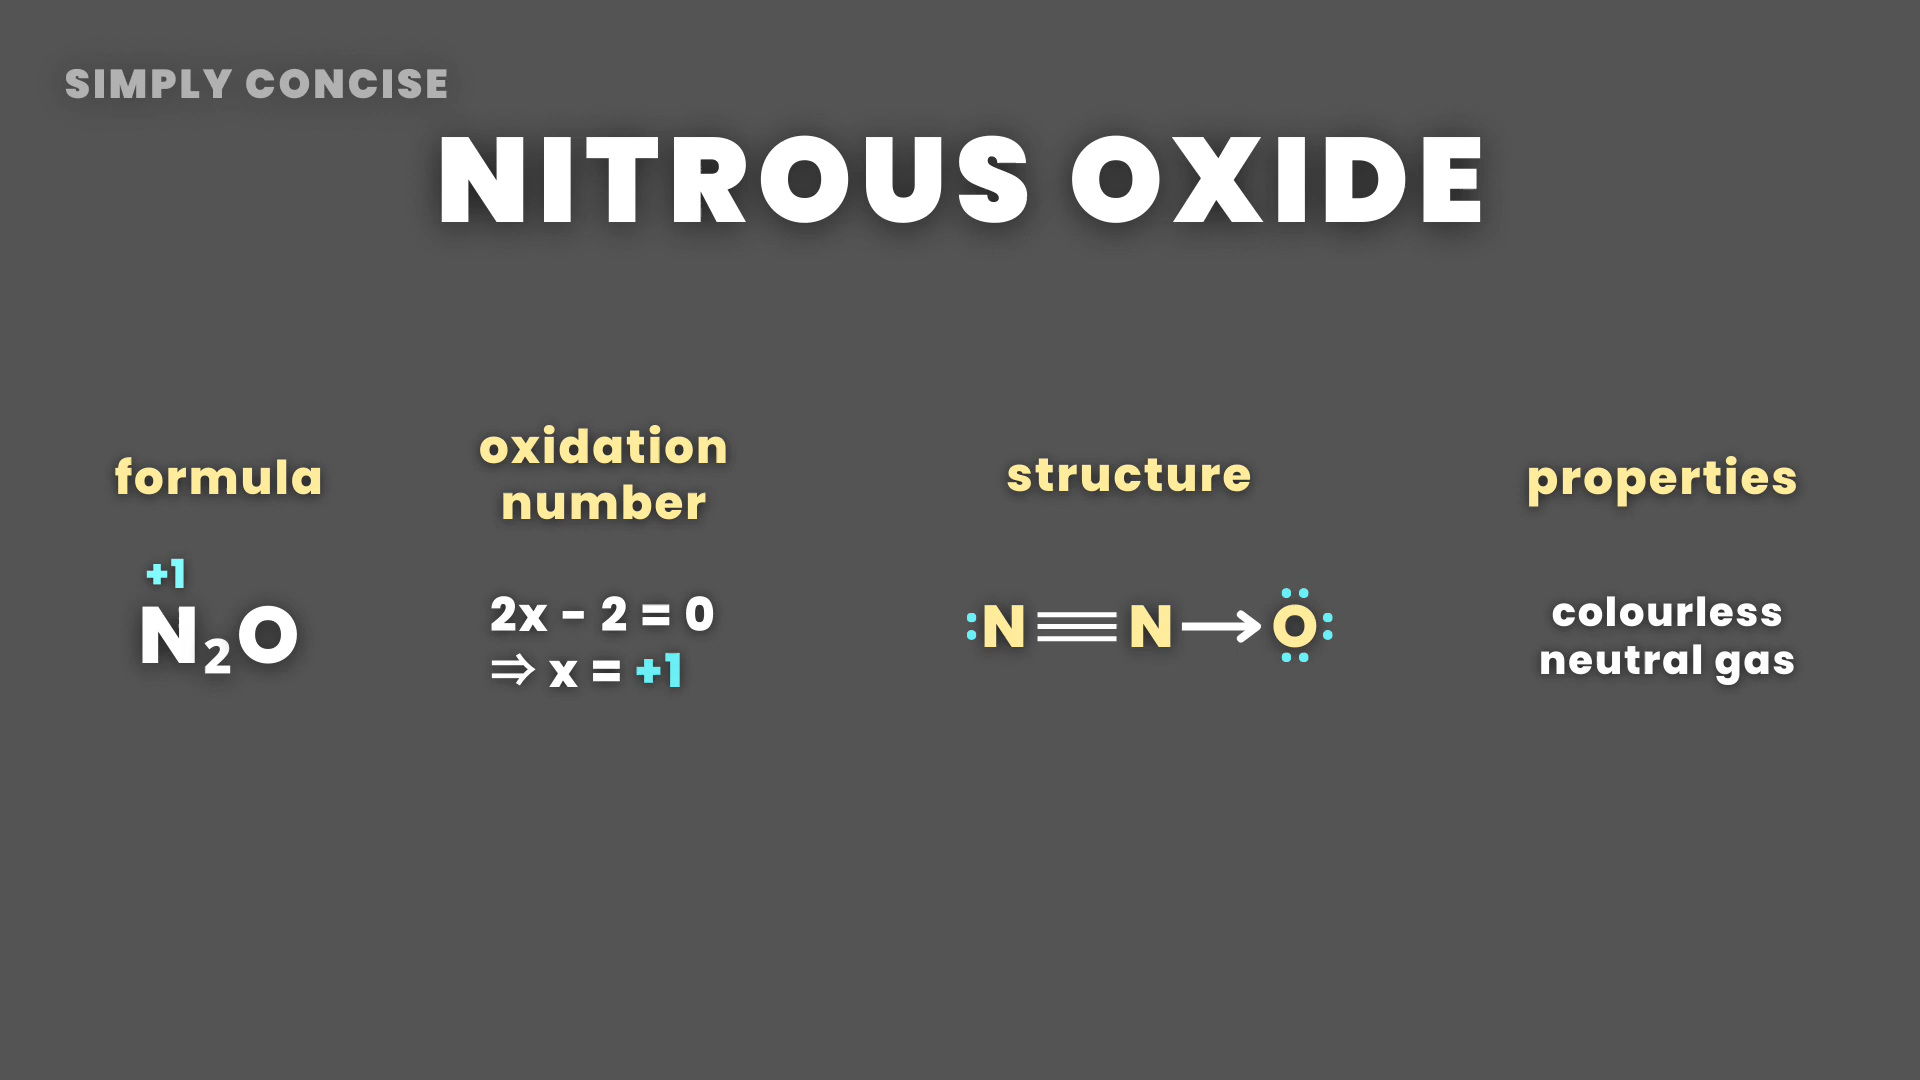 SIMPLY CONCISE
NITROUS OXIDE
formula
+1
N₂O
oxidation
number
2x - 2 = 0
⇒ x = +1
structure
:N≡N→O:
properties
colourless
neutral gas